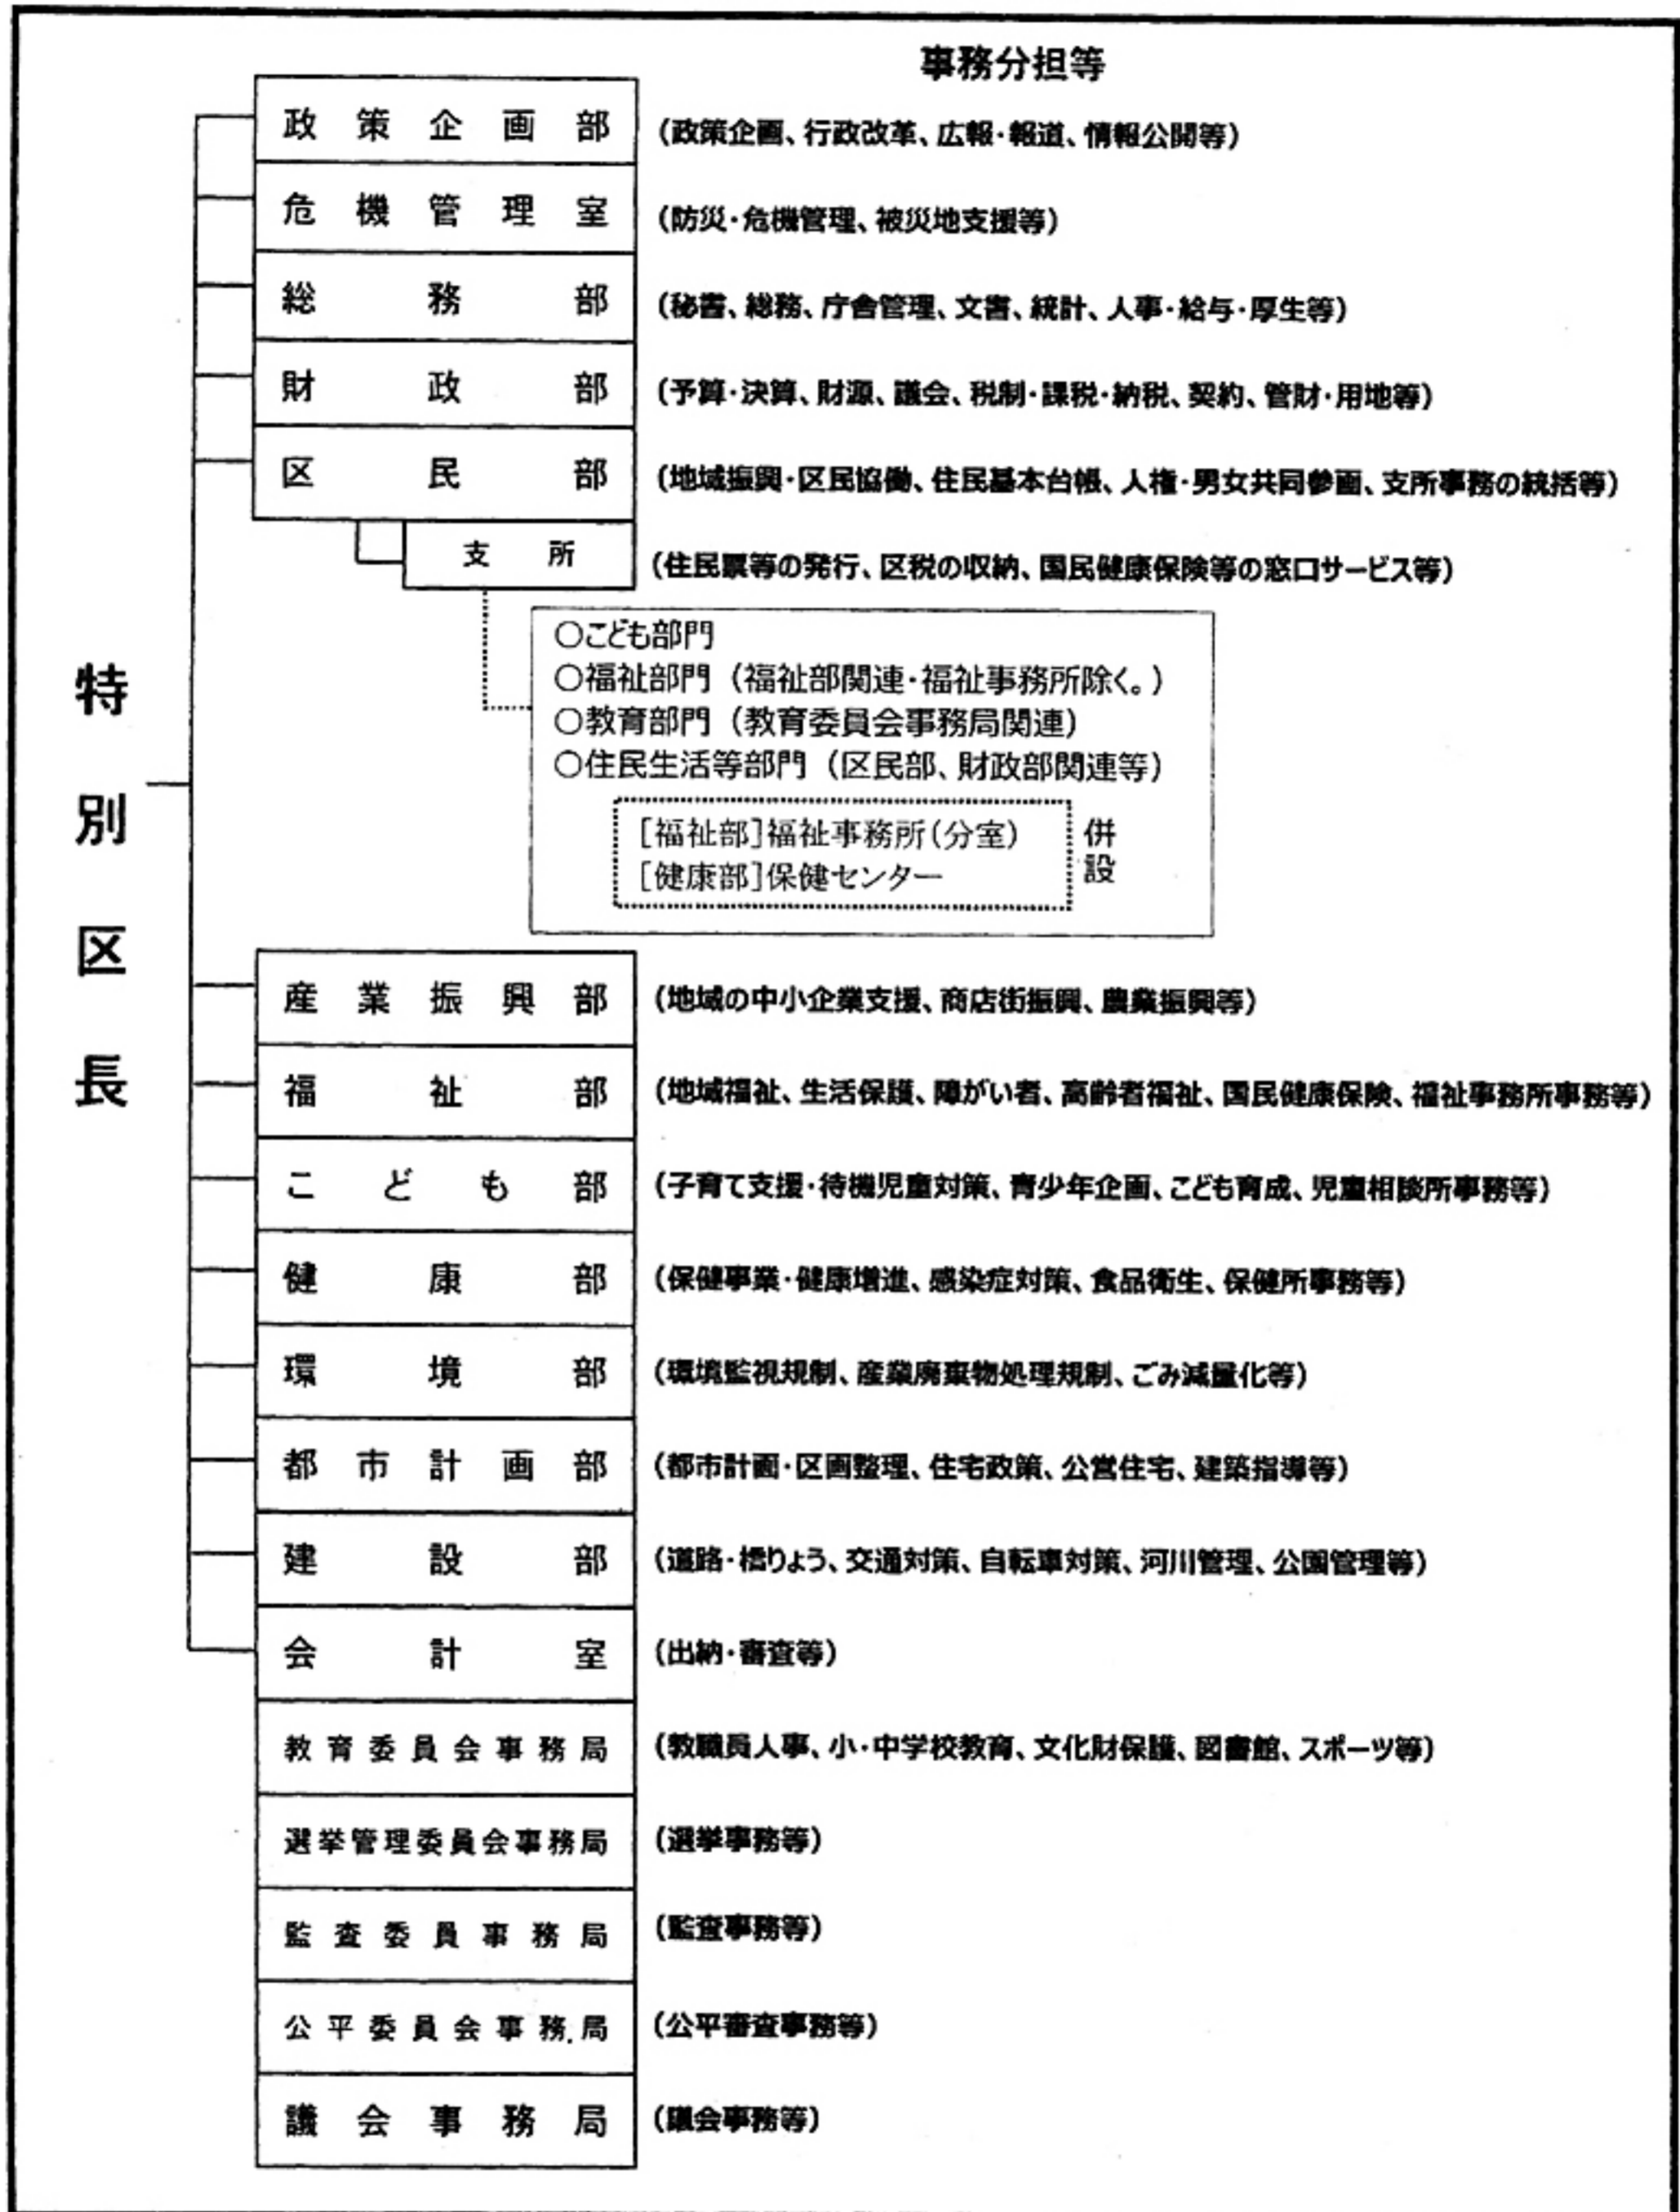 事務分担等
政策企画部 (政策企画、行政改革、広報・報道、情報公開等)
危機管理室 (防災・危機管理、被災地支援等)
総務部 (秘書、総務、庁舎管理、文書、統計、人事・給与・厚生等)
財政部 (予算・決算、財源、議会、税制・課税・納税、契約、管財・用地等)
区民部 (地域振興・区民協働、住民基本台帳、人権・男女共同参画、支所事務の統括等)
支所 (住民票等の発行、区税の収納、国民健康保険等の窓口サービス等)
○こども部門
○福祉部門(福祉部関連・福祉事務所除く。)
○教育部門(教育委員会事務局関連)
○住民生活等部門(区民部、財政部関連等)
[福祉部]福祉事務所(分室)
[健康部]保健センター
併設
特別区長
産業振興部 (地域の中小企業支援、商店街振興、農業振興等)
福祉部 (地域福祉、生活保護、障がい者、高齢者福祉、国民健康保険、福祉事務所事務等)
こども部 (子育て支援・待機児童対策、青少年企画、こども育成、児童相談所事務等)
健康部 (保健事業・健康増進、感染症対策、食品衛生、保健所事務等)
環境部 (環境監視規制、産業廃棄物処理規制、ごみ減量化等)
都市計画部 (都市計画・区画整理、住宅政策、公営住宅、建築指導等)
建設部 (道路・橋りょう、交通対策、自転車対策、河川管理、公園管理等)
会計室 (出納・審査等)
教育委員会事務局 (教職員人事、小・中学校教育、文化財保護、図書館、スポーツ等)
選挙管理委員会事務局 (選挙事務等)
監査委員事務局 (監査事務等)
公平委員会事務局 (公平審査事務等)
議会事務局 (議会事務等)